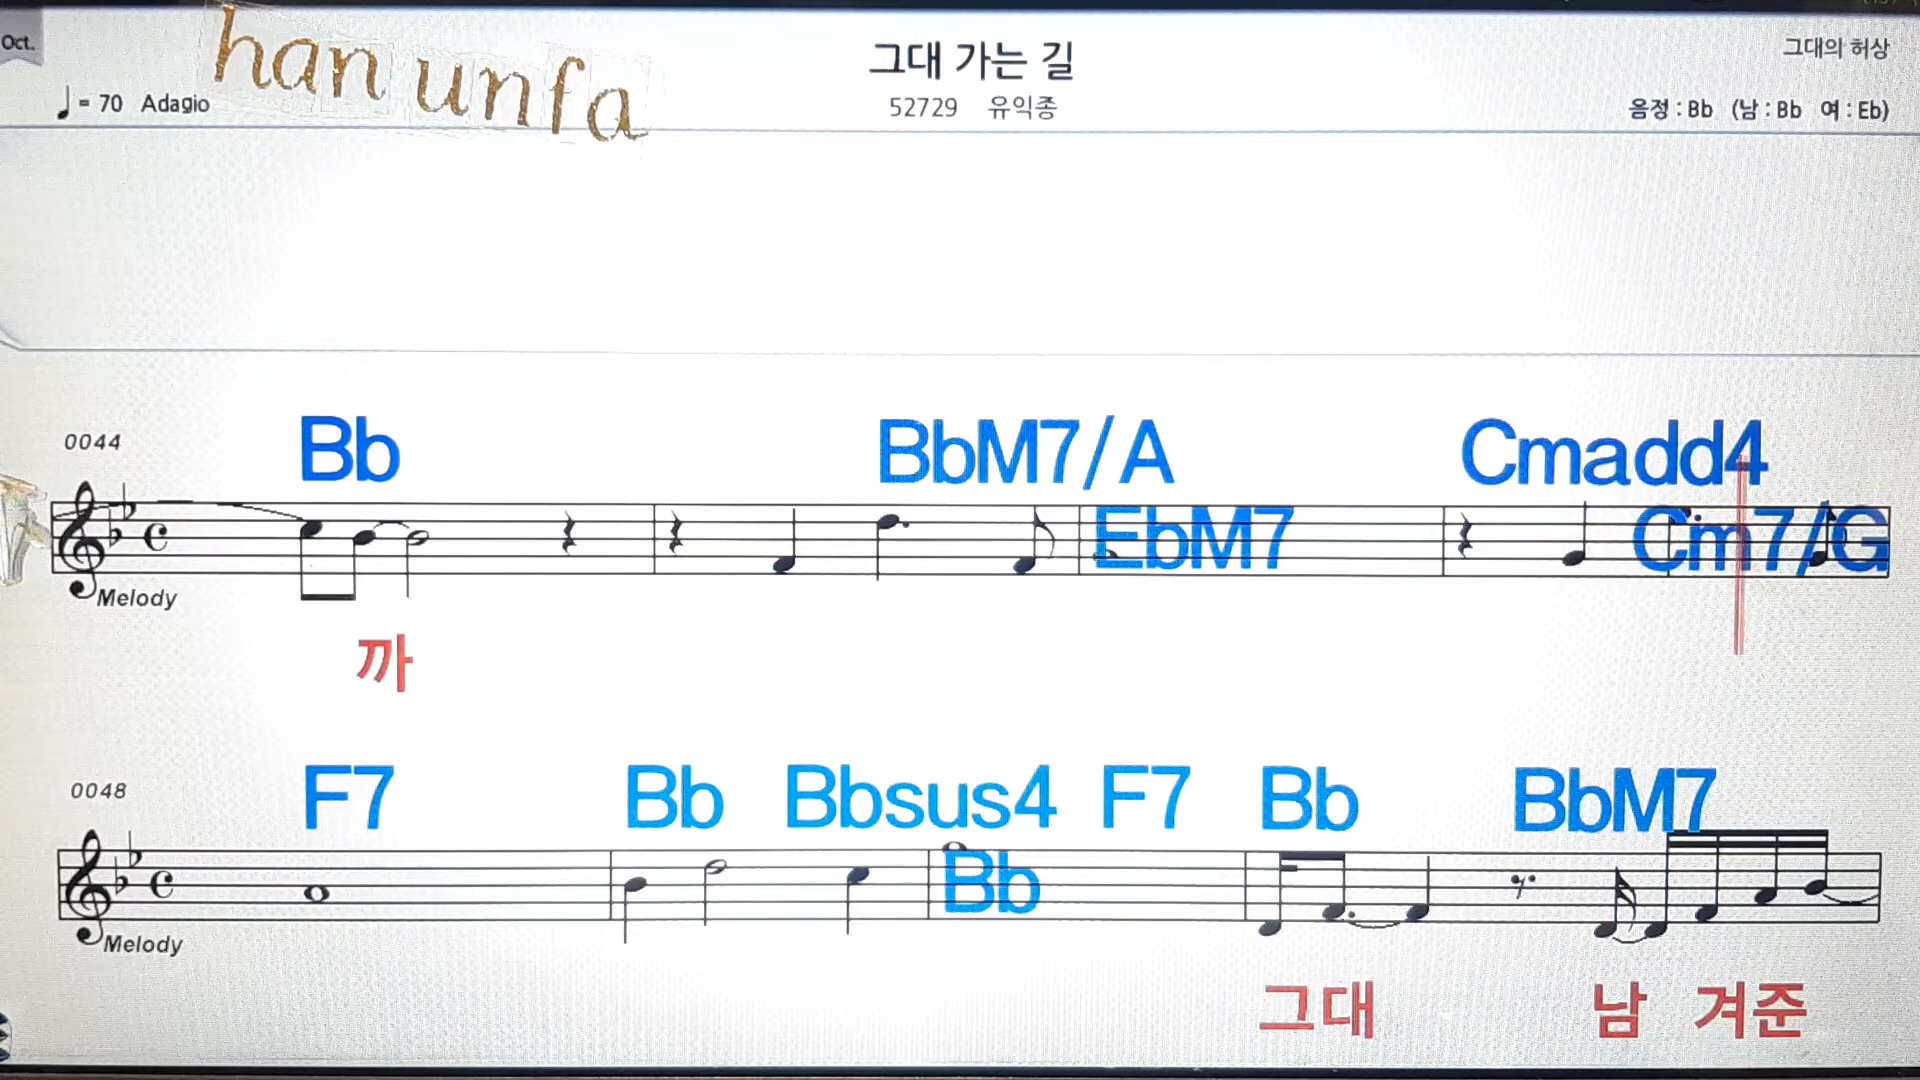 Oct.
han unfa
그대 가는 길
그대의 허상
♩= 70 Adagio
52729 유익종
음정 : Bb (남 : Bb 여 : Eb)
0044
Bb BbM7/A Cmadd4
EbM7 Cm7/G
Melody
까
0048
F7 Bb Bbsus4 F7 Bb BbM7
Bb
Melody
그대 남 겨준